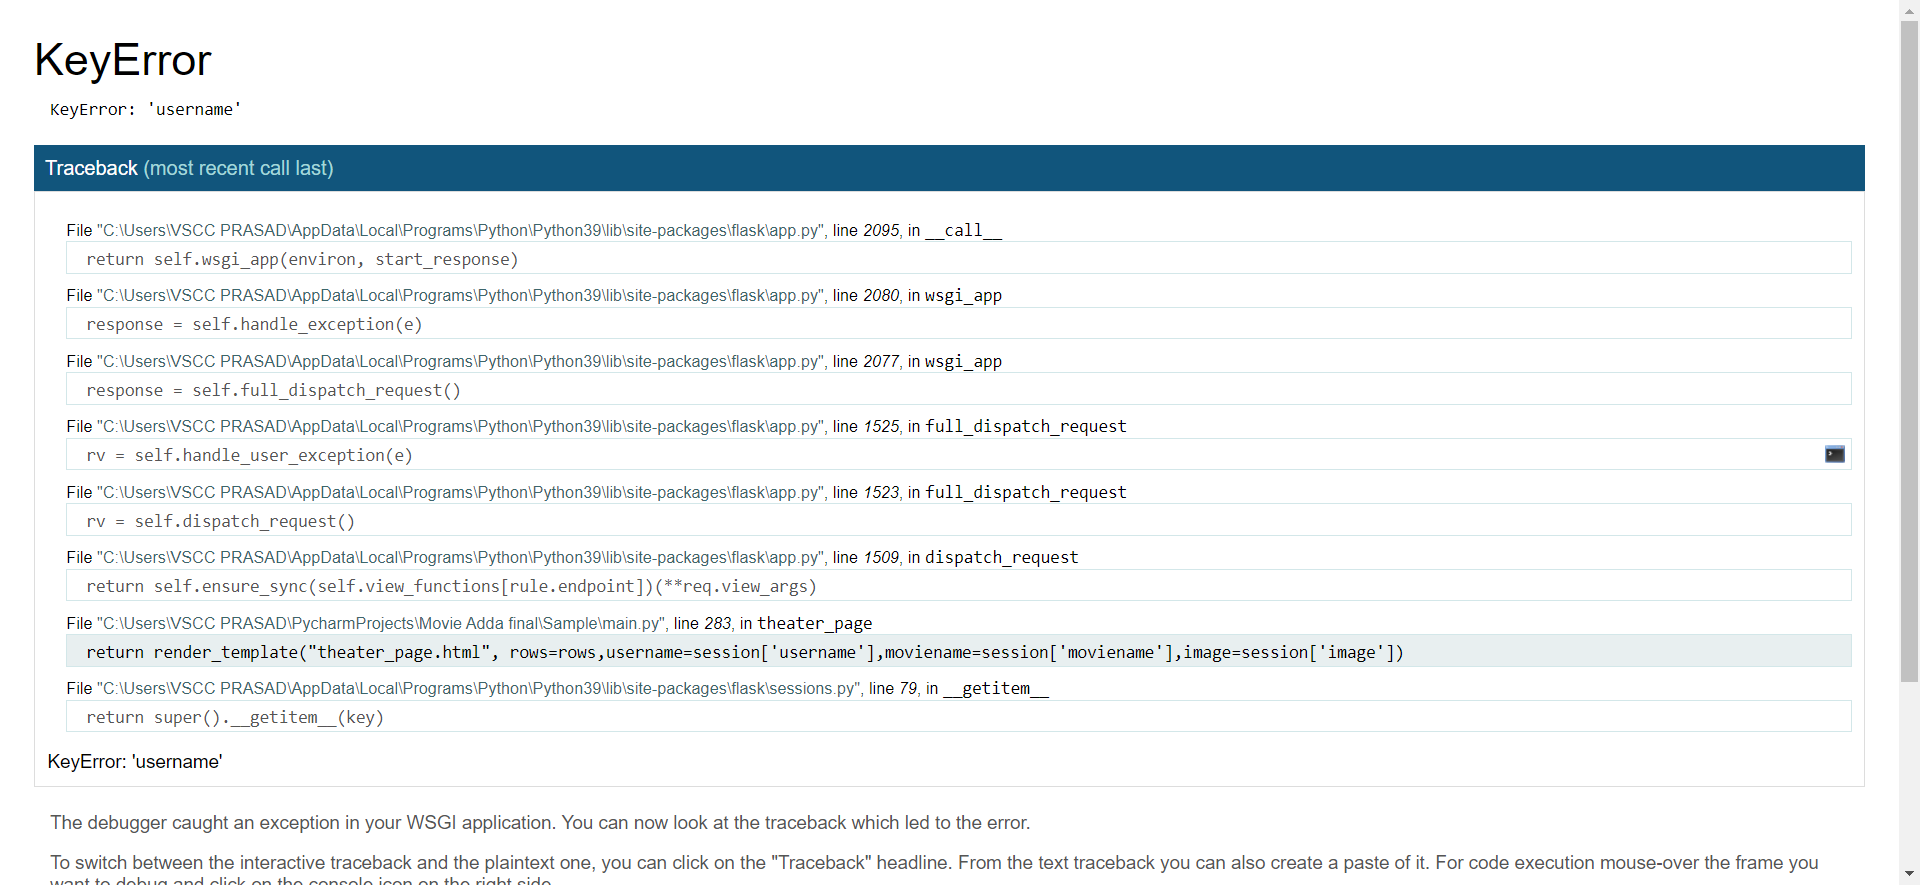 KeyError
KeyError: 'username'
Traceback (most recent call last)
File "C:\Users\VSCC PRASAD\AppData\Local\Programs\Python\Python39\lib\site-packages\flask\app.py", line 2095, in __call__
return self.wsgi_app(environ, start_response)
File "C:\Users\VSCC PRASAD\AppData\Local\Programs\Python\Python39\lib\site-packages\flask\app.py", line 2080, in wsgi_app
response = self.handle_exception(e)
File "C:\Users\VSCC PRASAD\AppData\Local\Programs\Python\Python39\lib\site-packages\flask\app.py", line 2077, in wsgi_app
response = self.full_dispatch_request()
File "C:\Users\VSCC PRASAD\AppData\Local\Programs\Python\Python39\lib\site-packages\flask\app.py", line 1525, in full_dispatch_request
rv = self.handle_user_exception(e)
File "C:\Users\VSCC PRASAD\AppData\Local\Programs\Python\Python39\lib\site-packages\flask\app.py", line 1523, in full_dispatch_request
rv = self.dispatch_request()
File "C:\Users\VSCC PRASAD\AppData\Local\Programs\Python\Python39\lib\site-packages\flask\app.py", line 1509, in dispatch_request
return self.ensure_sync(self.view_functions[rule.endpoint])(**req.view_args)
File "C:\Users\VSCC PRASAD\PycharmProjects\Movie Adda final\Sample\main.py", line 283, in theater_page
return render_template("theater_page.html", rows=rows,username=session['username'],moviename=session['moviename'],image=session['image'])
File "C:\Users\VSCC PRASAD\AppData\Local\Programs\Python\Python39\lib\site-packages\flask\sessions.py", line 79, in __getitem__
return super().__getitem__(key)
KeyError: 'username'
The debugger caught an exception in your WSGI application. You can now look at the traceback which led to the error.
To switch between the interactive traceback and the plaintext one, you can click on the "Traceback" headline. From the text traceback you can also create a paste of it. For code execution mouse-over the frame you
want to debug and click on the console icon on the right side.